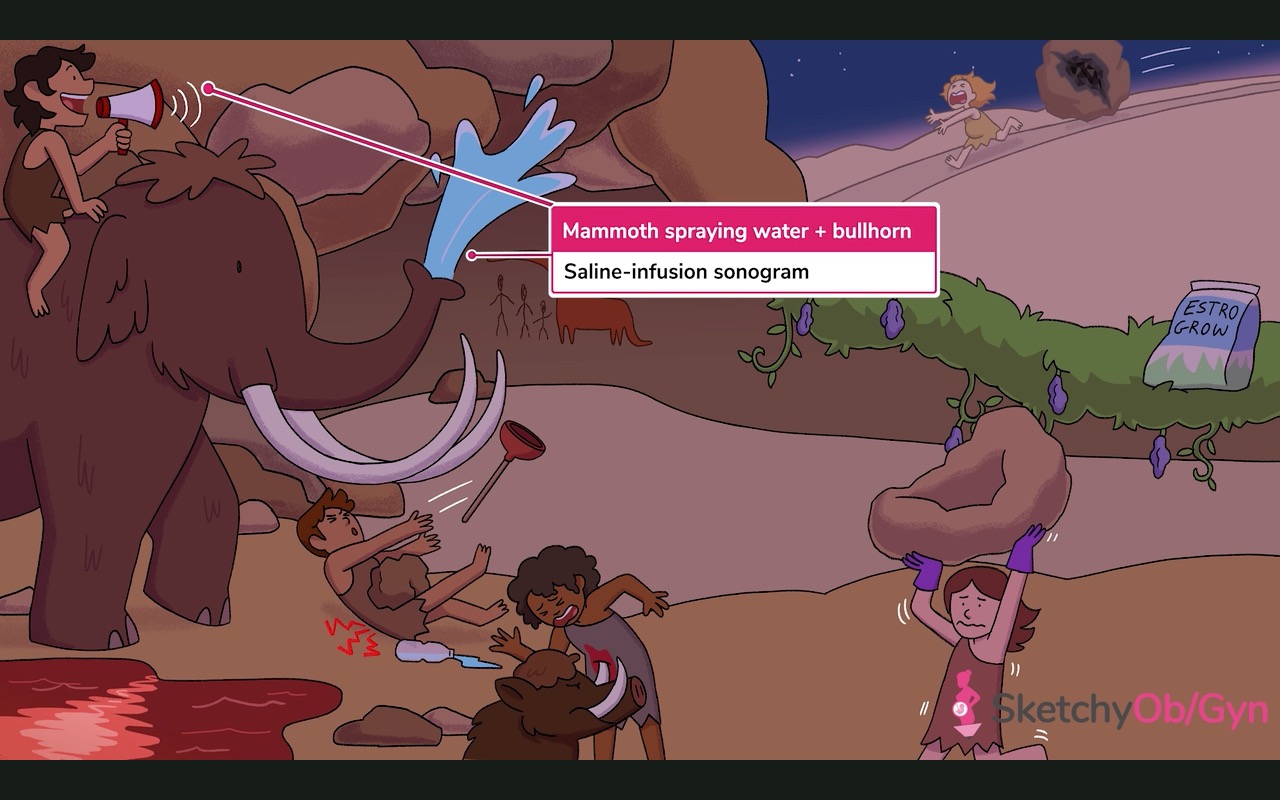 Mammoth spraying water + bullhorn
Saline-infusion sonogram
ESTRO
GROW
SketchyOb/Gyn